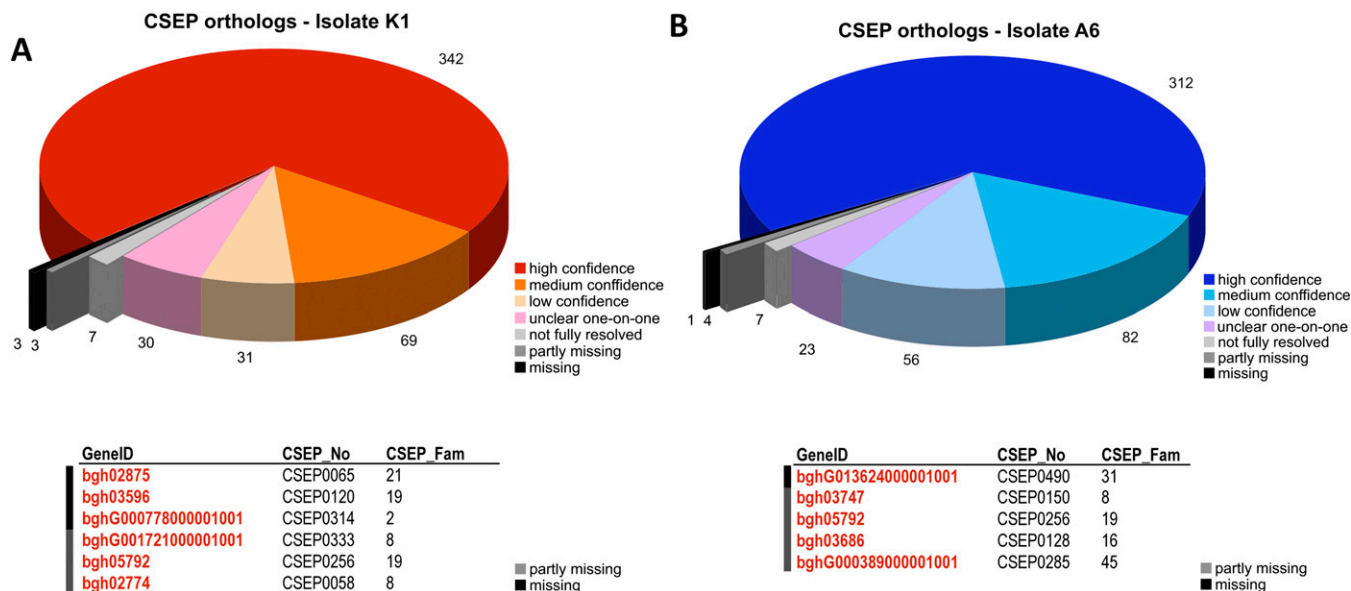 A
CSEP orthologs - Isolate K1
342
3 3
7
30
31
69
high confidence
medium conffidence
low confidence
unclear one-on-one
not fully resolved
partly missing
missing
GeneID CSEP_No CSEP_Fam
bgh02875 CSEP0065 21
bgh03596 CSEP0120 19
bghG000778000001001 CSEP0314 2
bghG001721000001001 CSEP0333 8
bgh05792 CSEP0256 19
bgh02774 CSEP0058 8
partly missing
missing
B
CSEP orthologs - Isolate A6
312
1 4
7
23
56
82
high confidence
medium conffidence
low confidence
unclear one-on-one
not fully resolved
partly missing
missing
GeneID CSEP_No CSEP_Fam
bghG013624000001001 CSEP0490 31
bgh03747 CSEP0150 8
bgh05792 CSEP0256 19
bgh03686 CSEP0128 16
bghG000389000001001 CSEP0285 45
partly missing
missing